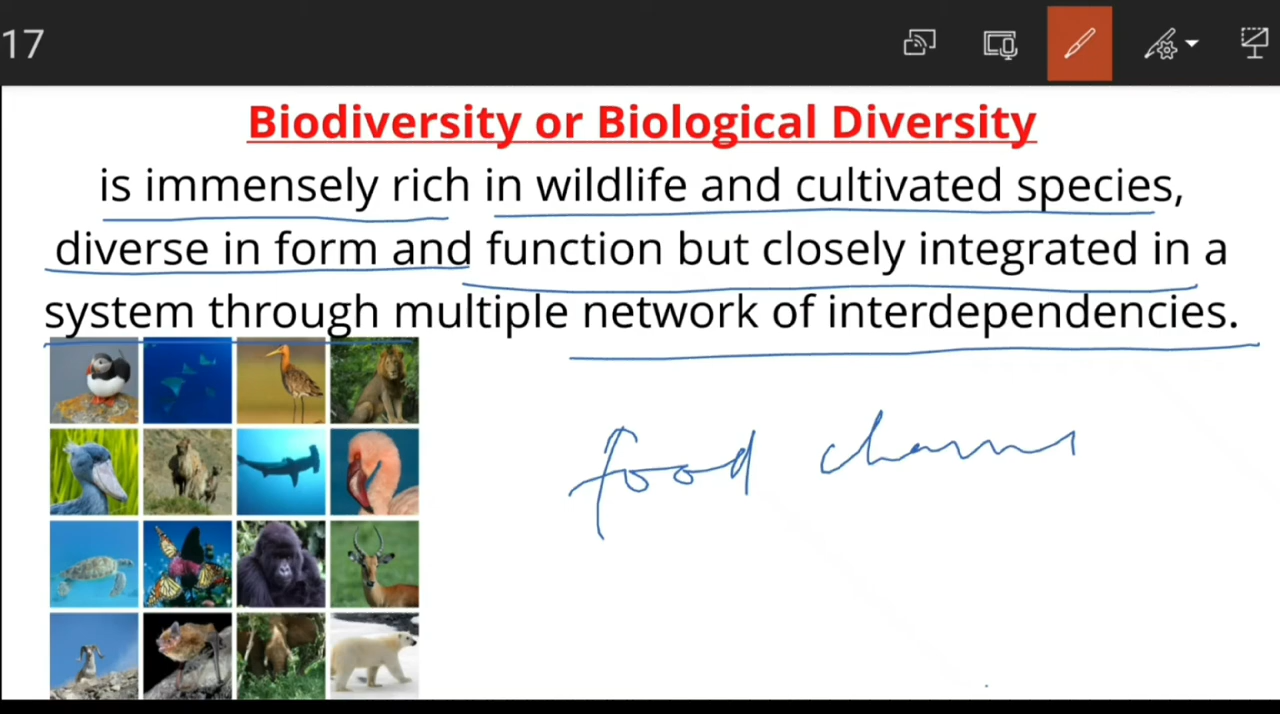 17
Biodiversity or Biological Diversity
is immensely rich in wildlife and cultivated species,
diverse in form and function but closely integrated in a
system through multiple network of interdependencies.
food chains